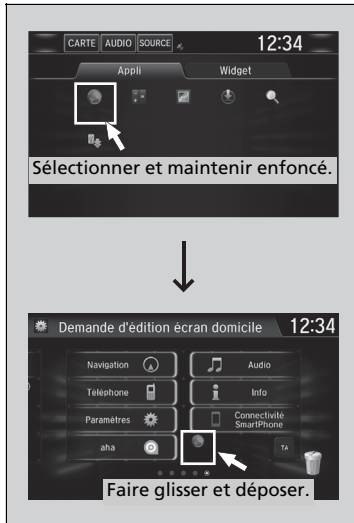 CARTE AUDIO SOURCE 12:34
Appli Widget
Sélectionner et maintenir enfoncé.
Demande d'édition écran domicile 12:34
Navigation Audio
Téléphone Info
Paramètres Connectivité
SmartPhone
aha TA
Faire glisser et déposer.